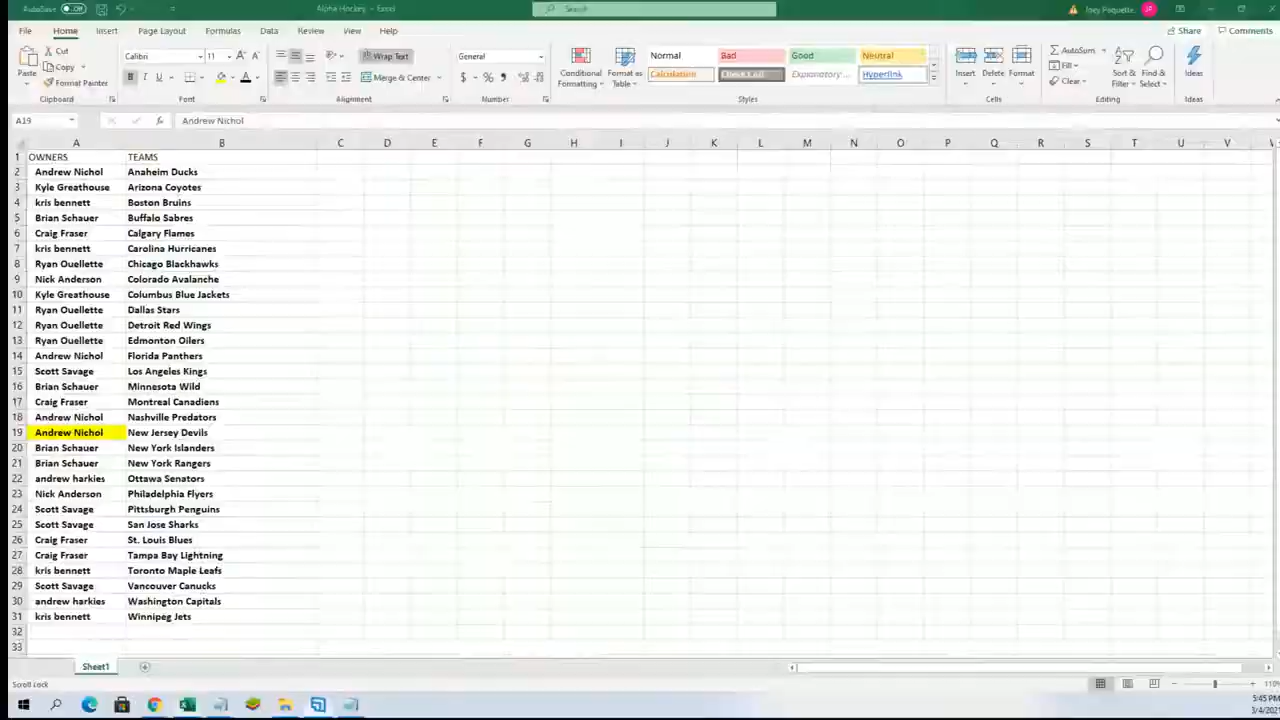 AutoSave Off Alpha Hockey - Excel Search Joey Paquette JP
File Home Insert Page Layout Formulas Data Review View Help Share Comments
Paste Cut Copy Format Painter Clipboard
Calibri 11 B I U Font
Wrap Text Merge & Center Alignment
General $ % Number
Conditional Formatting Format as Table Normal Bad Good Neutral Calculation Check Cell Explanatory... Hyperlink Styles
Insert Delete Format Cells
AutoSum Fill Clear Sort & Filter Find & Select Editing
Ideas Ideas
A19 fx Andrew Nichol
A B C D E F G H I J K L M N O P Q R S T U V
1 OWNERS TEAMS
2 Andrew Nichol Anaheim Ducks
3 Kyle Greathouse Arizona Coyotes
4 kris bennett Boston Bruins
5 Brian Schauer Buffalo Sabres
6 Craig Fraser Calgary Flames
7 kris bennett Carolina Hurricanes
8 Ryan Ouellette Chicago Blackhawks
9 Nick Anderson Colorado Avalanche
10 Kyle Greathouse Columbus Blue Jackets
11 Ryan Ouellette Dallas Stars
12 Ryan Ouellette Detroit Red Wings
13 Ryan Ouellette Edmonton Oilers
14 Andrew Nichol Florida Panthers
15 Scott Savage Los Angeles Kings
16 Brian Schauer Minnesota Wild
17 Craig Fraser Montreal Canadiens
18 Andrew Nichol Nashville Predators
19 Andrew Nichol New Jersey Devils
20 Brian Schauer New York Islanders
21 Brian Schauer New York Rangers
22 andrew harkies Ottawa Senators
23 Nick Anderson Philadelphia Flyers
24 Scott Savage Pittsburgh Penguins
25 Scott Savage San Jose Sharks
26 Craig Fraser St. Louis Blues
27 Craig Fraser Tampa Bay Lightning
28 kris bennett Toronto Maple Leafs
29 Scott Savage Vancouver Canucks
30 andrew harkies Washington Capitals
31 kris bennett Winnipeg Jets
32
33
Sheet1
Scroll Lock
5:45 PM